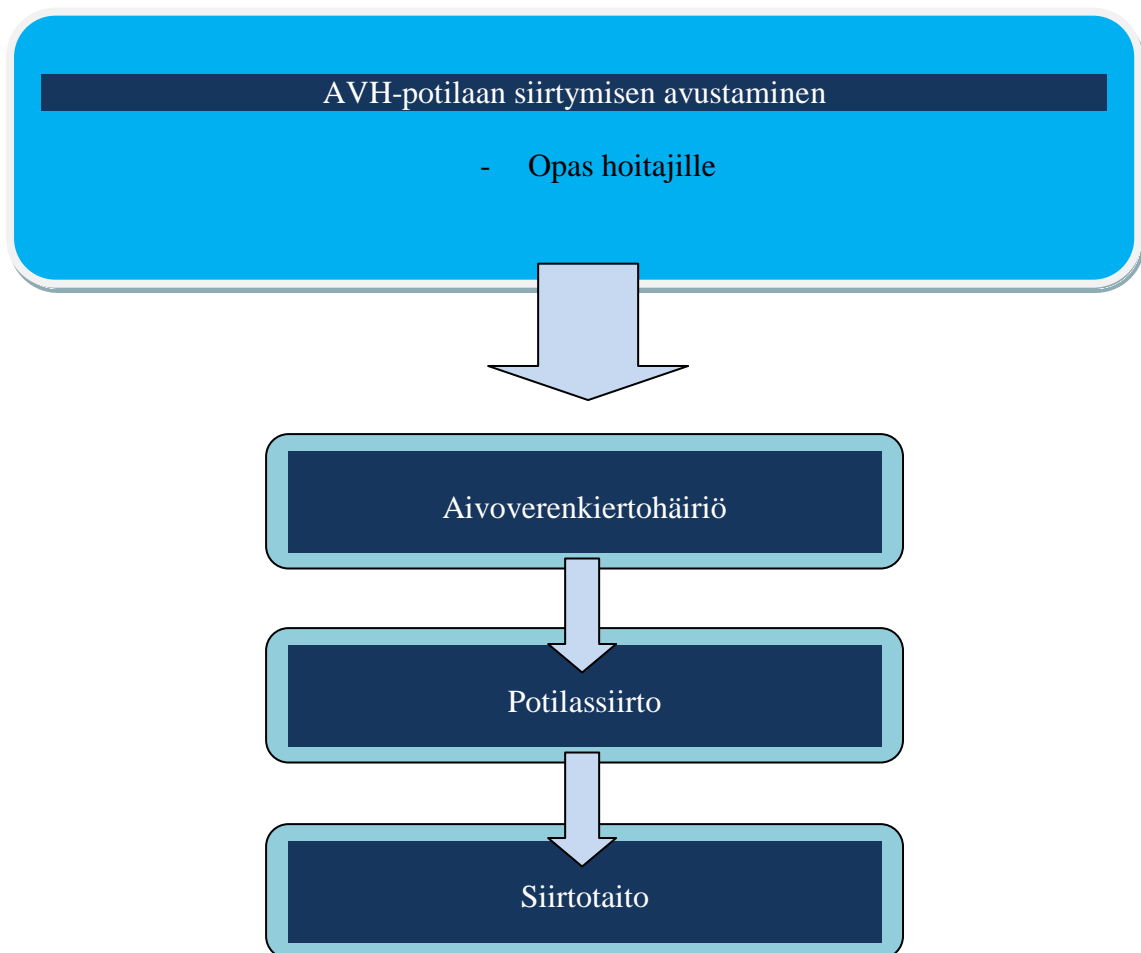 AVH-potilaan siirtymisen avustaminen
- Opas hoitajille
Aivoverenkiertohäiriö
Potilassiirto
Siirtotaito